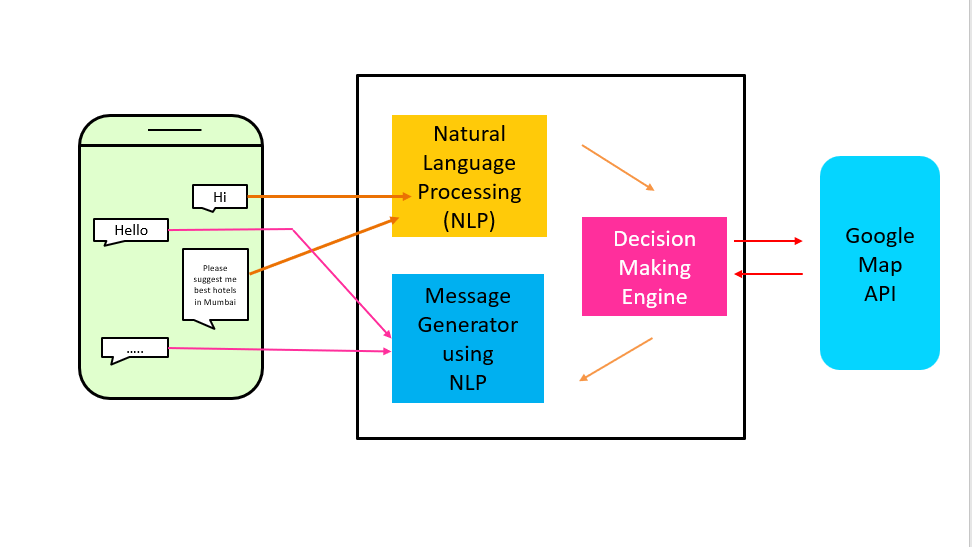 Hi
Hello
Please
suggest me
best hotels
in Mumbai
.....
Natural
Language
Processing
(NLP)
Message
Generator
using
NLP
Decision
Making
Engine
Google
Map
API